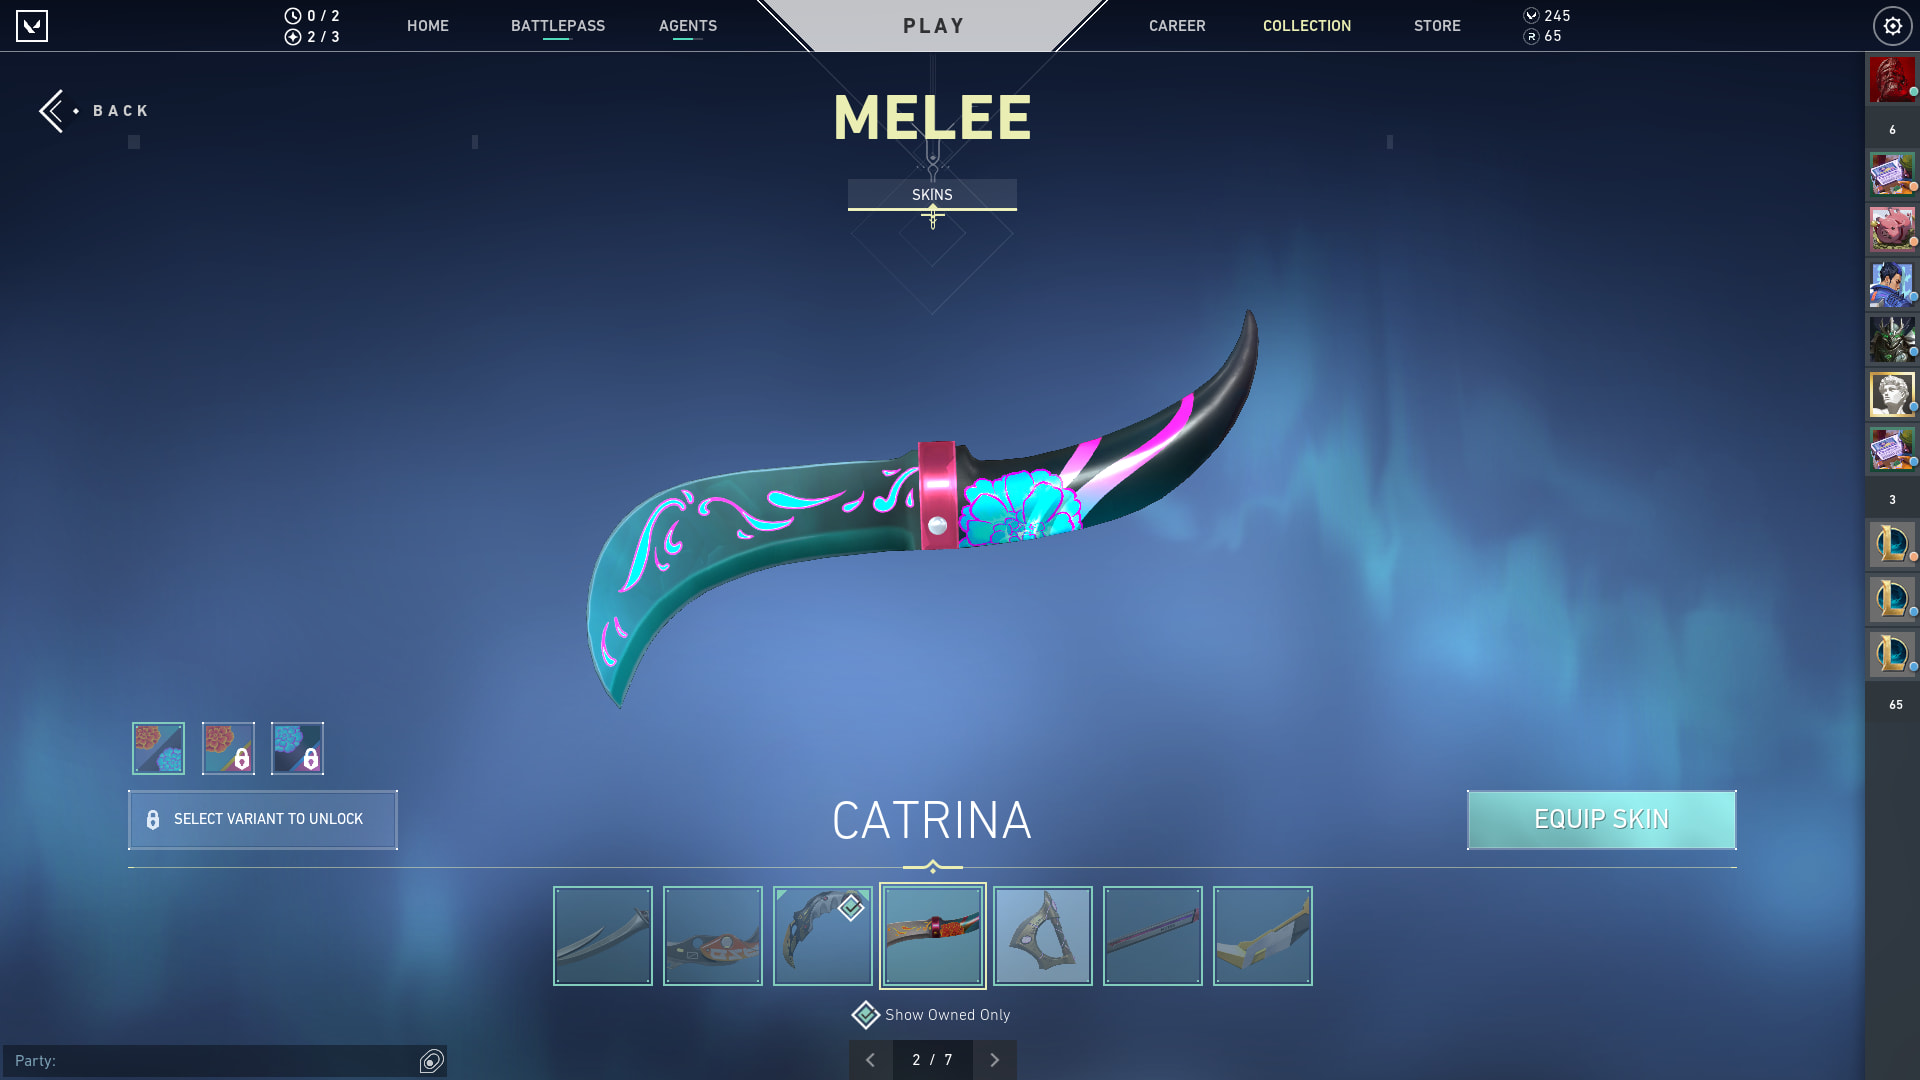 0 / 2
2 / 3
HOME
BATTLEPASS
AGENTS
PLAY
CAREER
COLLECTION
STORE
245
65
BACK
MELEE
SKINS
6
3
65
SELECT VARIANT TO UNLOCK
CATRINA
EQUIP SKIN
Show Owned Only
Party:
2 / 7